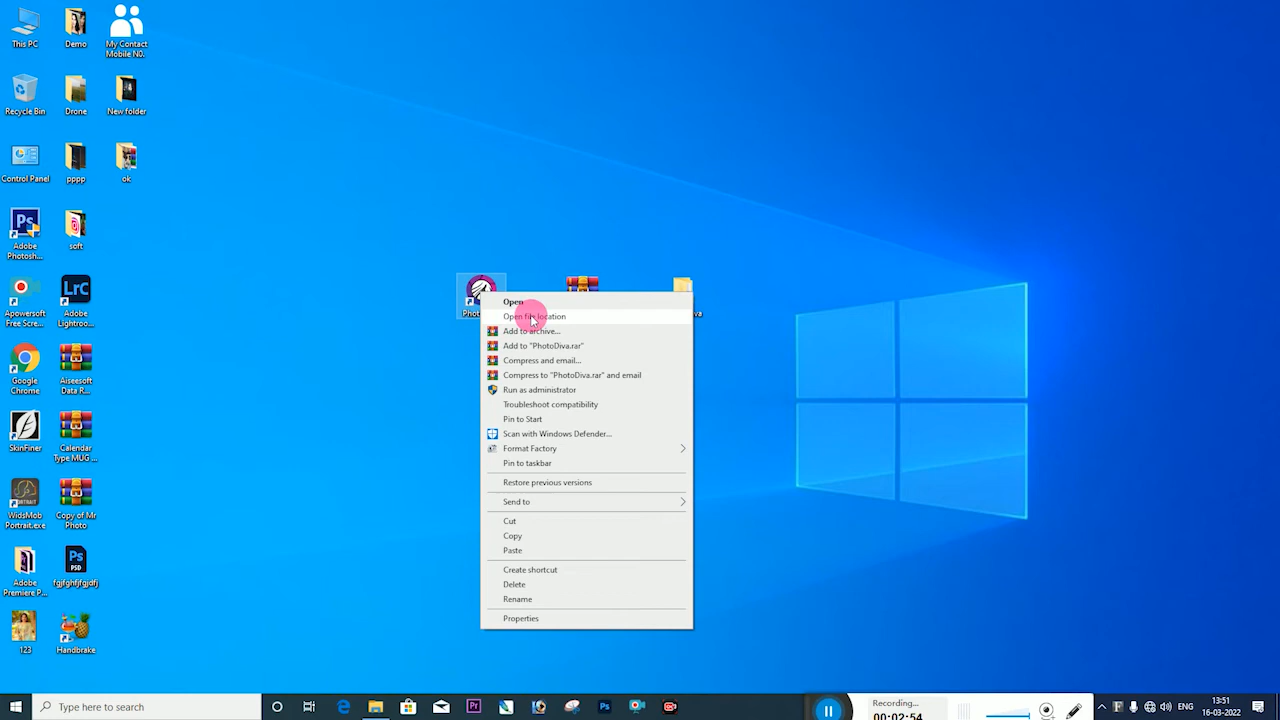 This PC
Demo
My Contact
Mobile N0.
Recycle Bin
Drone
New folder
Control Panel
pppp
ok
Adobe
Photosh...
soft
Apowersoft
Free Scre...
Adobe
Lightroo...
Google
Chrome
Aiseesoft
Data R...
SkinFiner
Calendar
Type MUG ...
WidsMob
Portrait.exe
Copy of Mr
Photo
Adobe
Premiere P...
fgjfghfjfgjdfj
123
Handbrake
Open
Open file location
Add to archive...
Add to "PhotoDiva.rar"
Compress and email...
Compress to "PhotoDiva.rar" and email
Run as administrator
Troubleshoot compatibility
Pin to Start
Scan with Windows Defender...
Format Factory
Pin to taskbar
Restore previous versions
Send to
Cut
Copy
Paste
Create shortcut
Delete
Rename
Properties
Type here to search
Recording...
00:02:54
ENG
13:51
16-03-2022